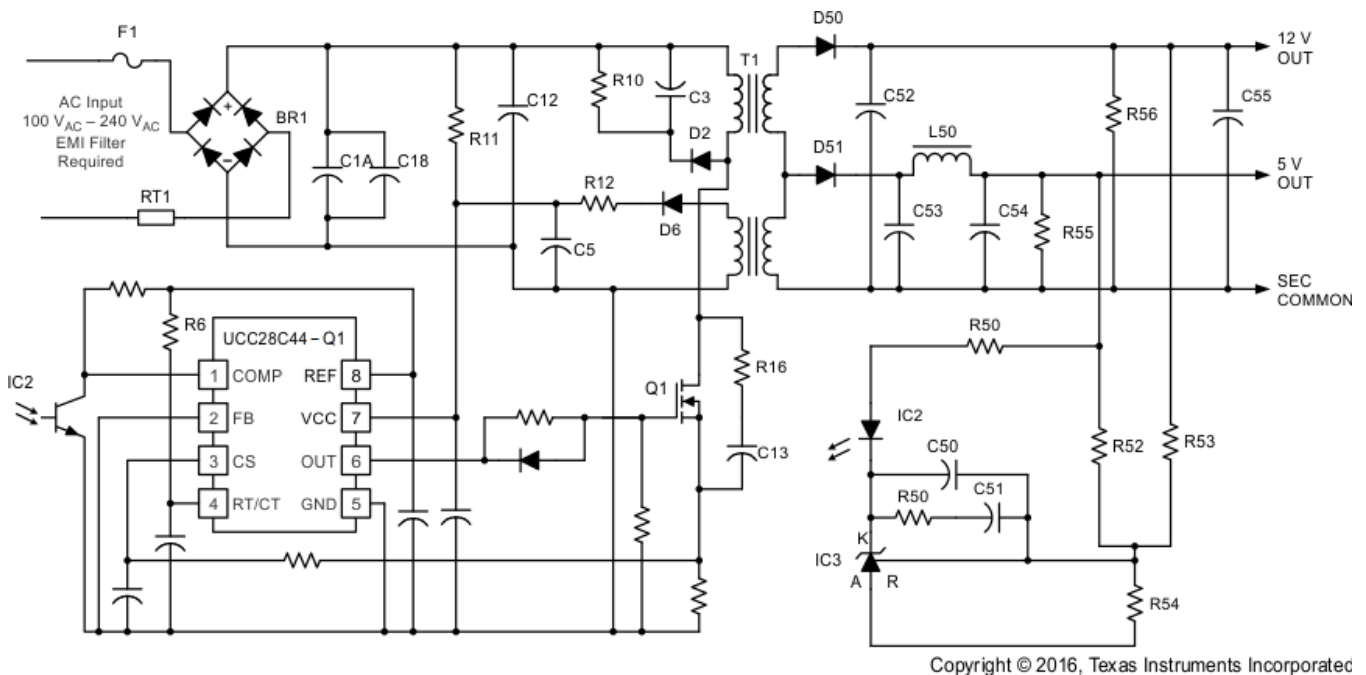 F1
AC Input
100 VAC – 240 VAC
EMI Filter
Required
+
−
BR1
RT1
C1A
C18
R11
C12
R10
C3
D2
T1
R12
D6
C5
D50
C52
D51
L50
C53
C54
R55
R56
C55
12 V
OUT
5 V
OUT
SEC
COMMON
R6
UCC28C44 – Q1
IC2
1 COMP
REF 8
2 FB
VCC 7
3 CS
OUT 6
4 RT/CT
GND 5
Q1
R16
C13
R50
IC2
C50
R50
C51
R52
R53
K
IC3
A
R
R54
Copyright © 2016, Texas Instruments Incorporated